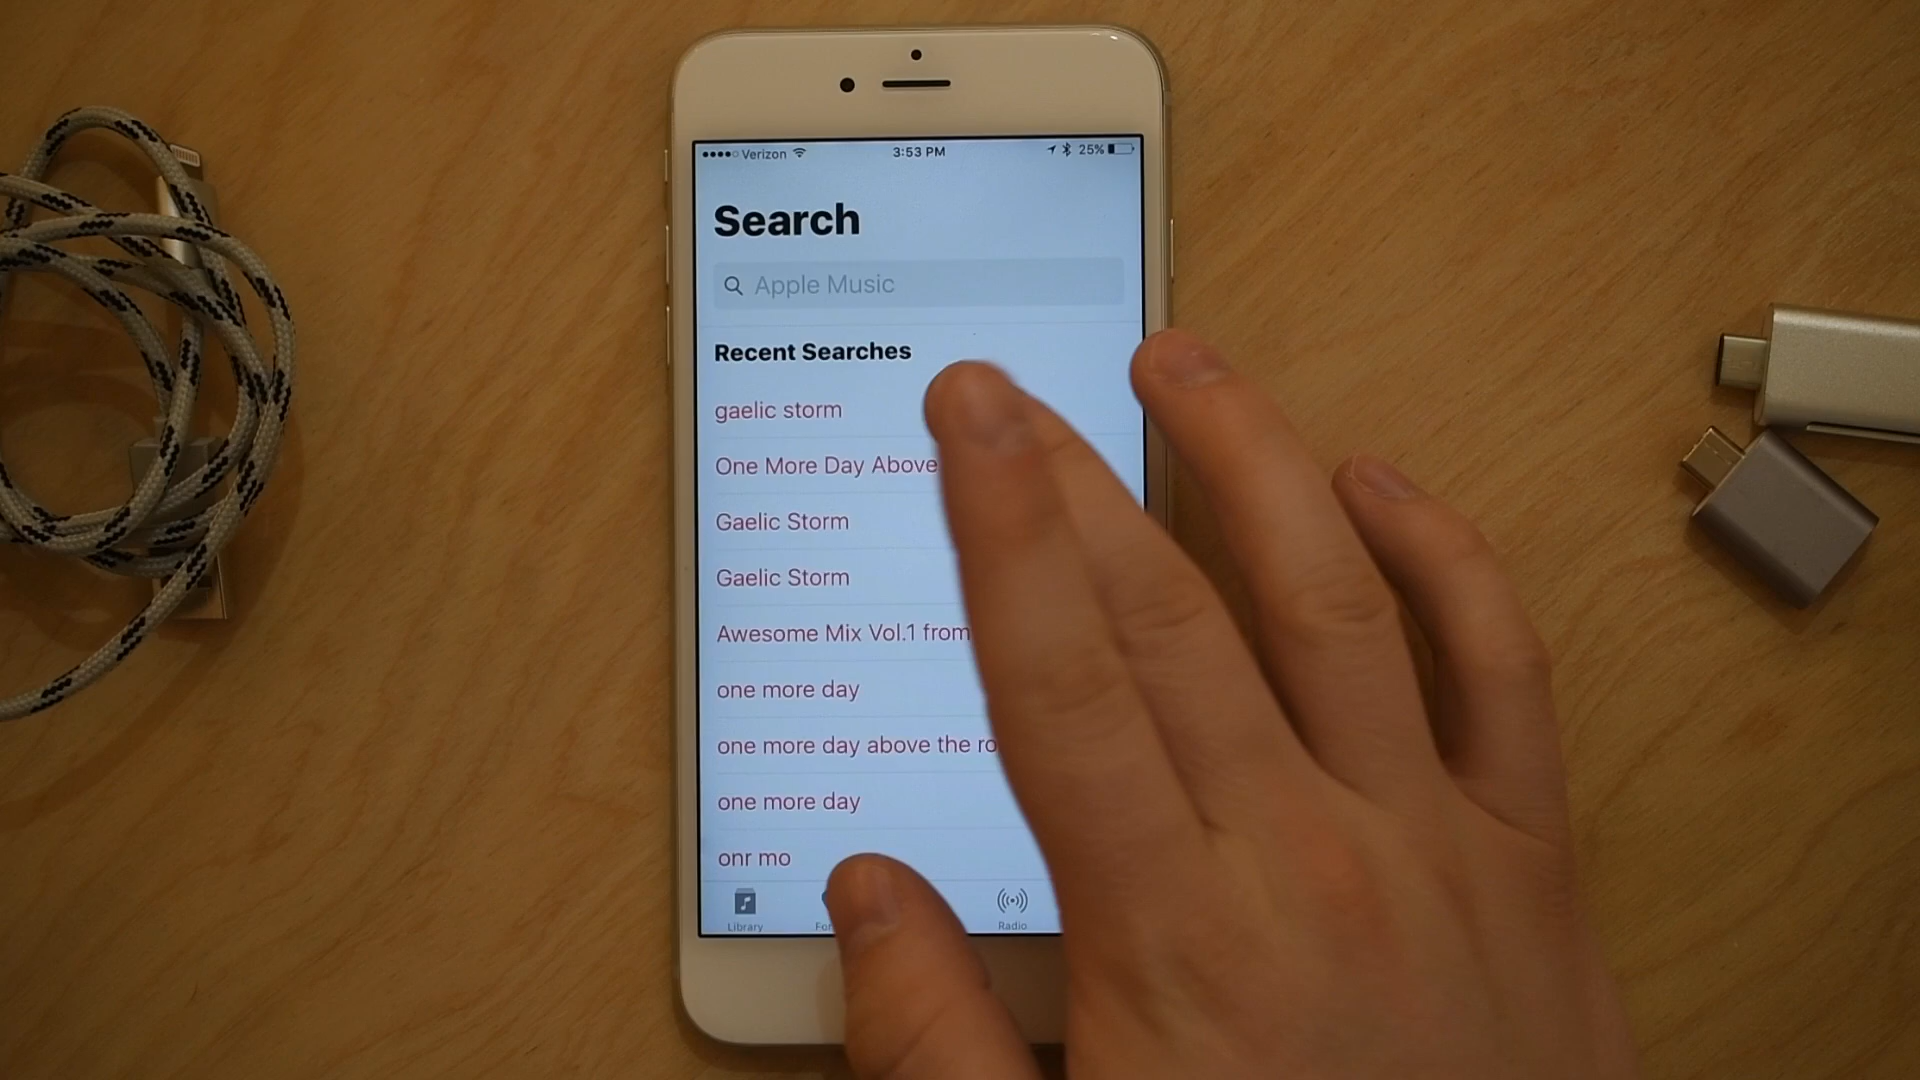 Verizon 3:53 PM 25%
Search
Apple Music
Recent Searches
gaelic storm
One More Day Above
Gaelic Storm
Gaelic Storm
Awesome Mix Vol.1 from
one more day
one more day above the
one more day
onr mo
Library Radio